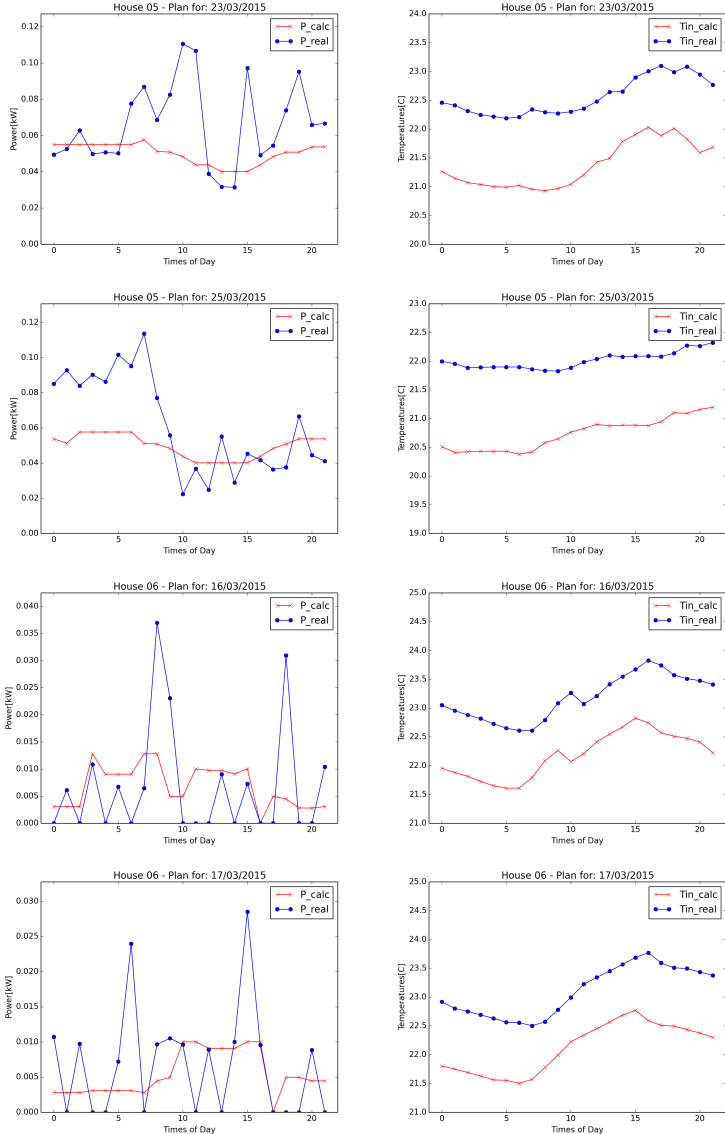 House 05 - Plan for: 23/03/2015
P_calc
P_real
Power[kW]
0.12
0.10
0.08
0.06
0.04
0.02
0.00
0 5 10 15 20
Times of Day
House 05 - Plan for: 23/03/2015
Tin_calc
Tin_real
Temperatures[C]
24.0
23.5
23.0
22.5
22.0
21.5
21.0
20.5
20.0
0 5 10 15 20
Times of Day
House 05 - Plan for: 25/03/2015
P_calc
P_real
Power[kW]
0.12
0.10
0.08
0.06
0.04
0.02
0.00
0 5 10 15 20
Times of Day
House 05 - Plan for: 25/03/2015
Tin_calc
Tin_real
Temperatures[C]
23.0
22.5
22.0
21.5
21.0
20.5
20.0
19.5
19.0
0 5 10 15 20
Times of Day
House 06 - Plan for: 16/03/2015
P_calc
P_real
Power[kW]
0.040
0.035
0.030
0.025
0.020
0.015
0.010
0.005
0.000
0 5 10 15 20
Times of Day
House 06 - Plan for: 16/03/2015
Tin_calc
Tin_real
Temperatures[C]
25.0
24.5
24.0
23.5
23.0
22.5
22.0
21.5
21.0
0 5 10 15 20
Times of Day
House 06 - Plan for: 17/03/2015
P_calc
P_real
Power[kW]
0.030
0.025
0.020
0.015
0.010
0.005
0.000
0 5 10 15 20
Times of Day
House 06 - Plan for: 17/03/2015
Tin_calc
Tin_real
Temperatures[C]
25.0
24.5
24.0
23.5
23.0
22.5
22.0
21.5
21.0
0 5 10 15 20
Times of Day